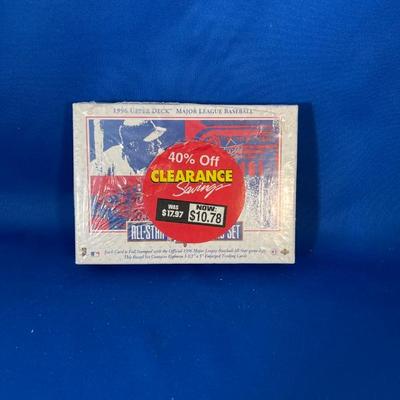 1996 UPPER DECK MAJOR LEAGUE BASEBALL
40% Off
CLEARANCE
Savings
WAS
$17.97
NOW:
$10.78
ALL-STAR
SET
Each Card is Foil Stamped with the Official 1996 Major League Baseball All-Star Game logo.
This Boxed Set Contains Eighteen 3-1/2" x 5" Enlarged Trading Cards